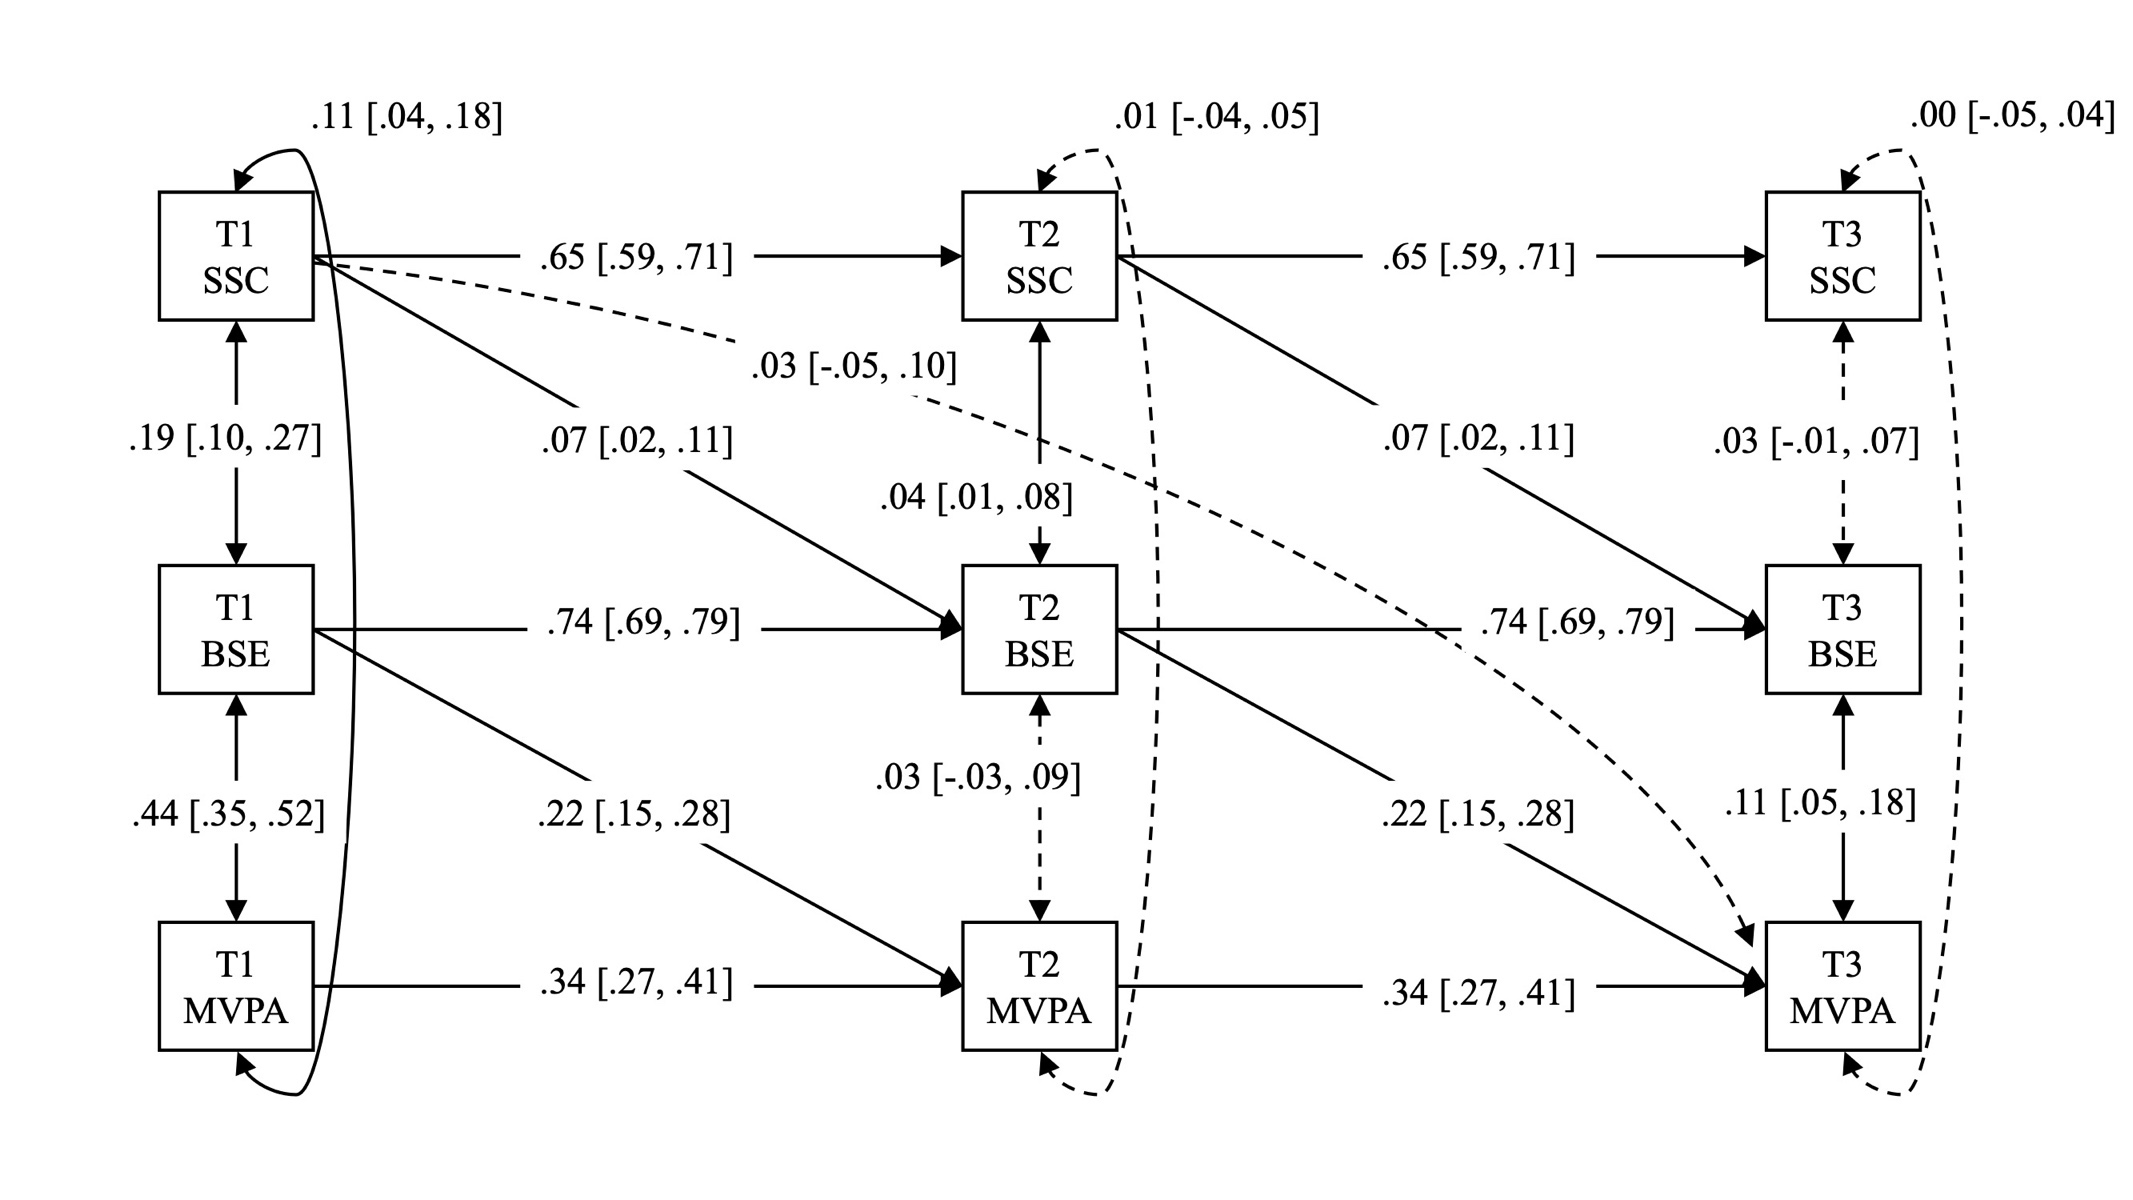 .11 [.04, .18]
.01 [-.04, .05]
.00 [-.05, .04]
T1
SSC
.65 [.59, .71]
T2
SSC
.65 [.59, .71]
T3
SSC
.03 [-.05, .10]
.19 [.10, .27]
.07 [.02, .11]
.04 [.01, .08]
.07 [.02, .11]
.03 [-.01, .07]
T1
BSE
.74 [.69, .79]
T2
BSE
.74 [.69, .79]
T3
BSE
.44 [.35, .52]
.22 [.15, .28]
.03 [-.03, .09]
.22 [.15, .28]
.11 [.05, .18]
T1
MVPA
.34 [.27, .41]
T2
MVPA
.34 [.27, .41]
T3
MVPA